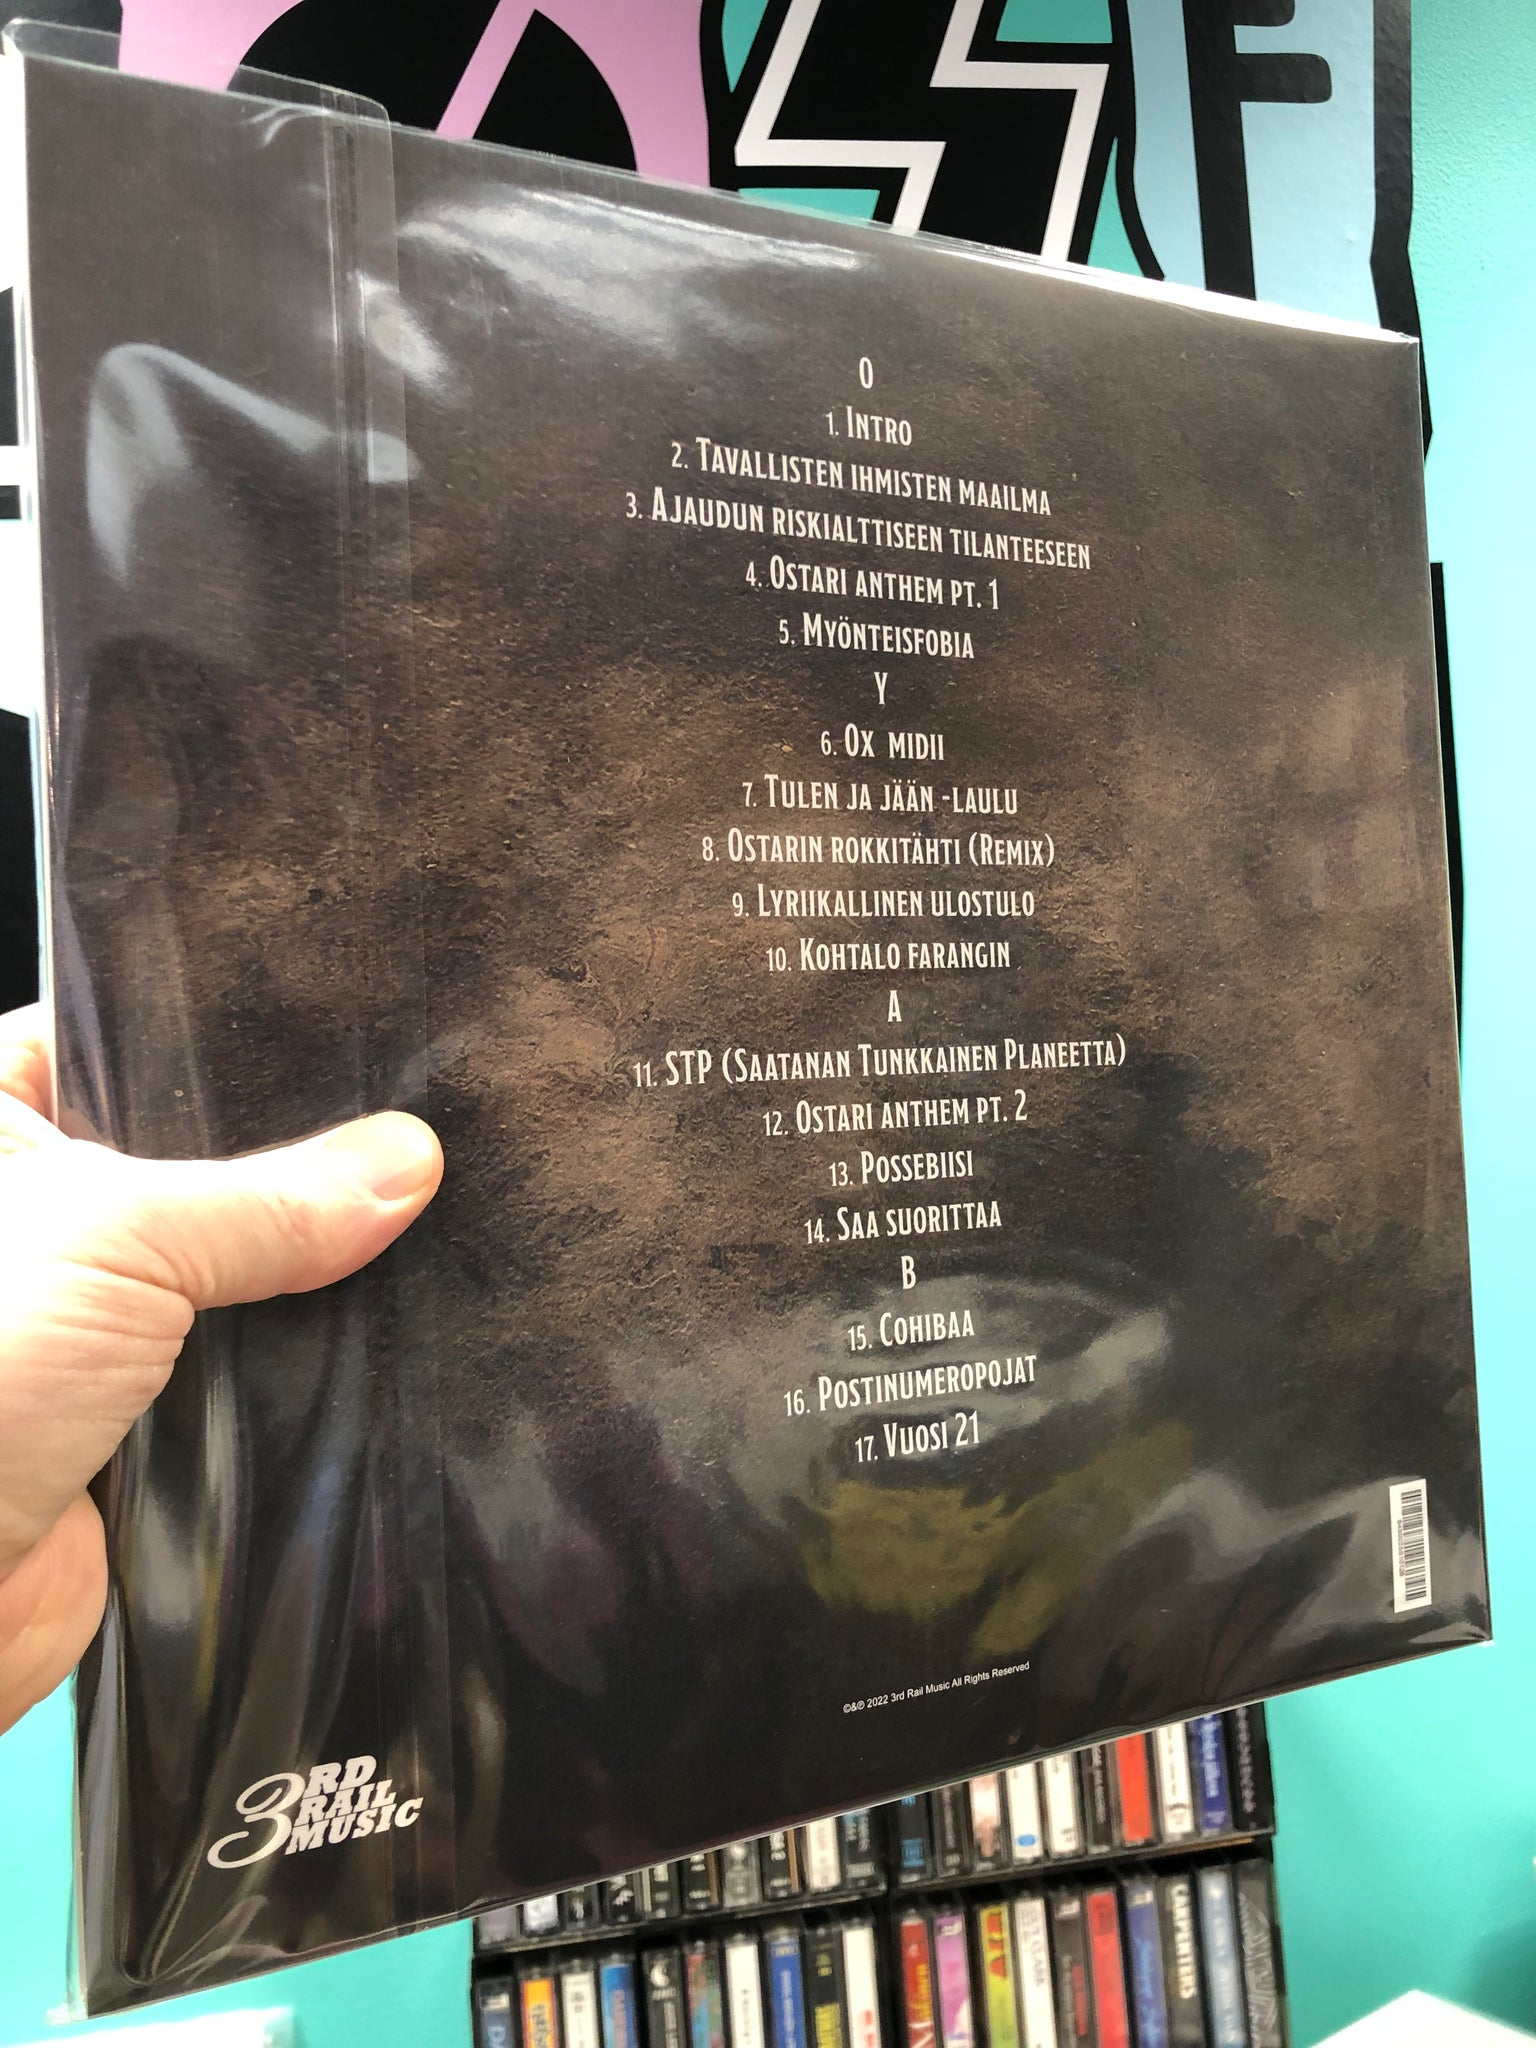 O
1. Intro
2. Tavallisten ihmisten maailma
3. Ajaudun riskialttiseen tilanteeseen
4. Ostari anthem pt. 1
5. Myönteisfobia
Y
6. Ox midii
7. Tulen ja jään -laulu
8. Ostarin rokkitähti (Remix)
9. Lyriikallinen ulostulo
10. Kohtalo farangin
A
11. STP (Saatanan Tunkkainen Planeetta)
12. Ostari anthem pt. 2
13. Possebiisi
14. Saa suorittaa
B
15. Cohibaa
16. Postinumeropojat
17. Vuosi 21
©&℗ 2022 3rd Rail Music All Rights Reserved
3RD
RAIL
MUSIC
CARPENTERS